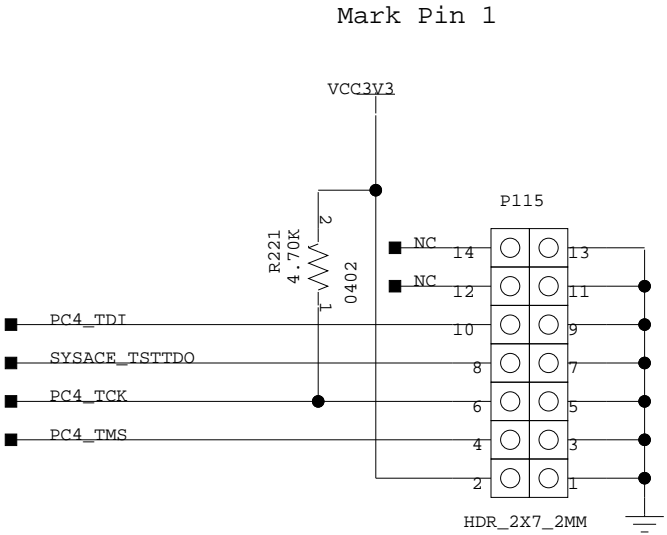 Mark Pin 1
VCC3V3
P115
2
R221
4.70K
0402
1
NC 14 13
NC 12 11
PC4_TDI 10 9
SYSACE_TSTTDO 8 7
PC4_TCK 6 5
PC4_TMS 4 3
2 1
HDR_2X7_2MM